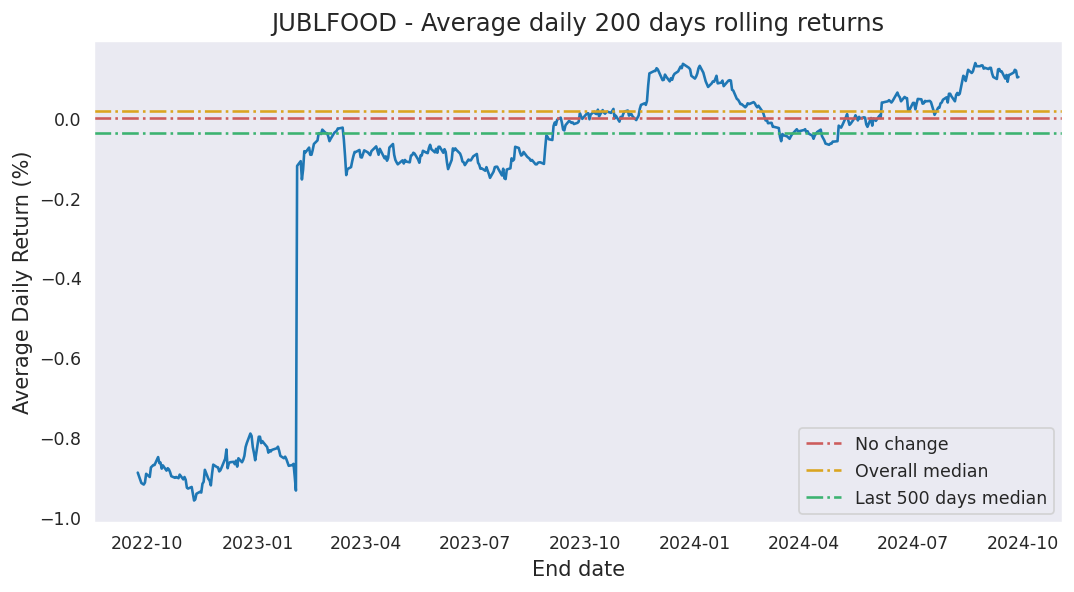 JUBLFOOD - Average daily 200 days rolling returns
Average Daily Return (%)
0.0
−0.2
−0.4
−0.6
−0.8
−1.0
No change
Overall median
Last 500 days median
2022-10 2023-01 2023-04 2023-07 2023-10 2024-01 2024-04 2024-07 2024-10
End date